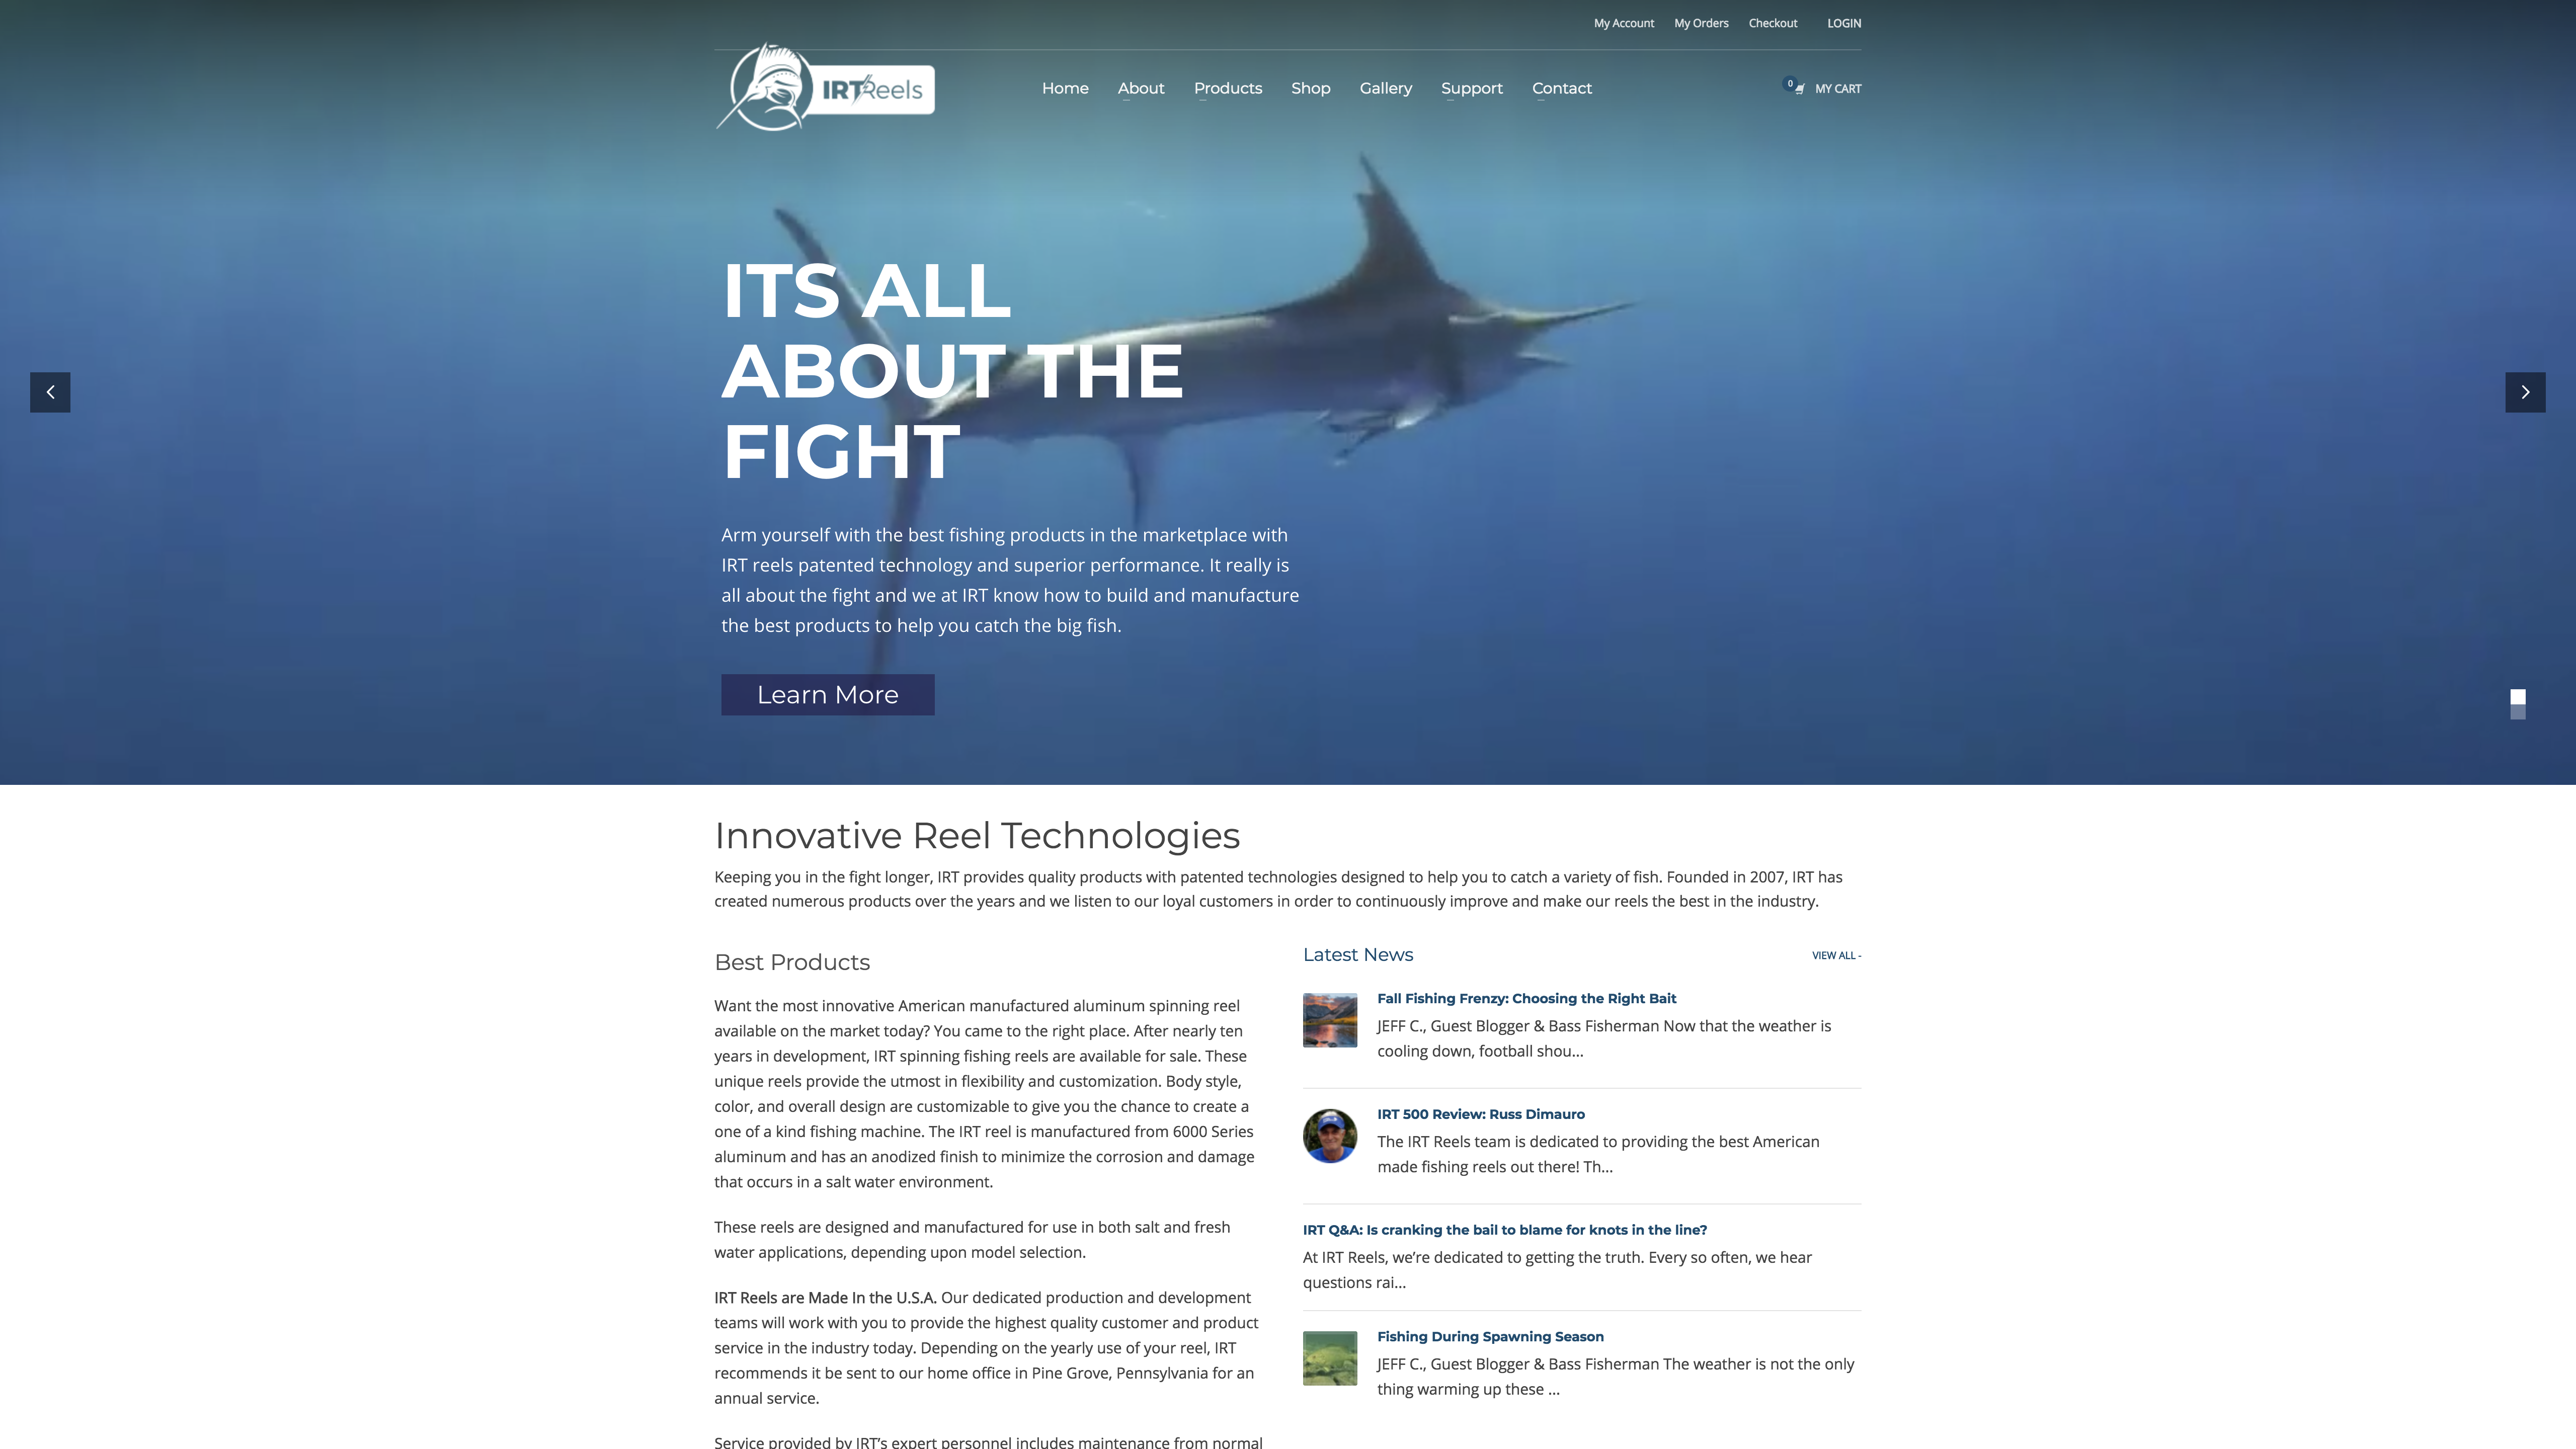 My Account My Orders Checkout LOGIN
IRTReels
Home About Products Shop Gallery Support Contact
0 MY CART
ITS ALL
ABOUT THE
FIGHT
Arm yourself with the best fishing products in the marketplace with
IRT reels patented technology and superior performance. It really is
all about the fight and we at IRT know how to build and manufacture
the best products to help you catch the big fish.
Learn More
Innovative Reel Technologies
Keeping you in the fight longer, IRT provides quality products with patented technologies designed to help you to catch a variety of fish. Founded in 2007, IRT has
created numerous products over the years and we listen to our loyal customers in order to continuously improve and make our reels the best in the industry.
Best Products
Want the most innovative American manufactured aluminum spinning reel
available on the market today? You came to the right place. After nearly ten
years in development, IRT spinning fishing reels are available for sale. These
unique reels provide the utmost in flexibility and customization. Body style,
color, and overall design are customizable to give you the chance to create a
one of a kind fishing machine. The IRT reel is manufactured from 6000 Series
aluminum and has an anodized finish to minimize the corrosion and damage
that occurs in a salt water environment.
These reels are designed and manufactured for use in both salt and fresh
water applications, depending upon model selection.
IRT Reels are Made In the U.S.A. Our dedicated production and development
teams will work with you to provide the highest quality customer and product
service in the industry today. Depending on the yearly use of your reel, IRT
recommends it be sent to our home office in Pine Grove, Pennsylvania for an
annual service.
Service provided by IRT's expert personnel includes maintenance from normal
Latest News
VIEW ALL -
Fall Fishing Frenzy: Choosing the Right Bait
JEFF C., Guest Blogger & Bass Fisherman Now that the weather is
cooling down, football shou...
IRT 500 Review: Russ Dimauro
The IRT Reels team is dedicated to providing the best American
made fishing reels out there! Th...
IRT Q&A: Is cranking the bail to blame for knots in the line?
At IRT Reels, we're dedicated to getting the truth. Every so often, we hear
questions rai...
Fishing During Spawning Season
JEFF C., Guest Blogger & Bass Fisherman The weather is not the only
thing warming up these ...